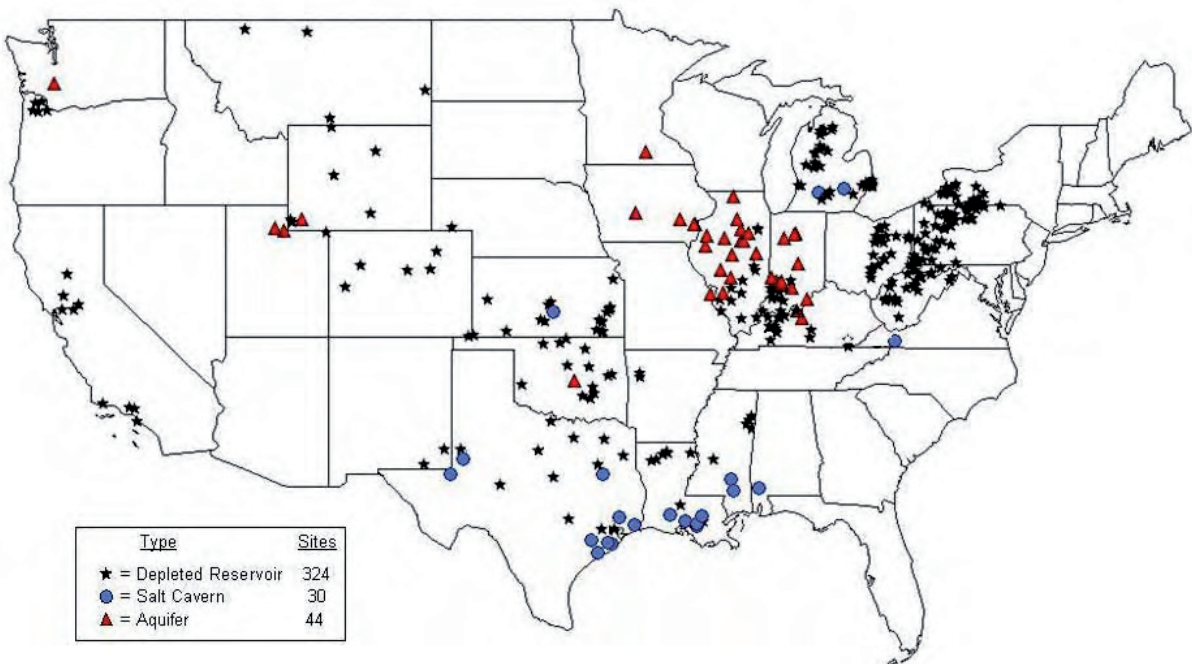 Type Sites
★ = Depleted Reservoir 324
● = Salt Cavern 30
▲ = Aquifer 44